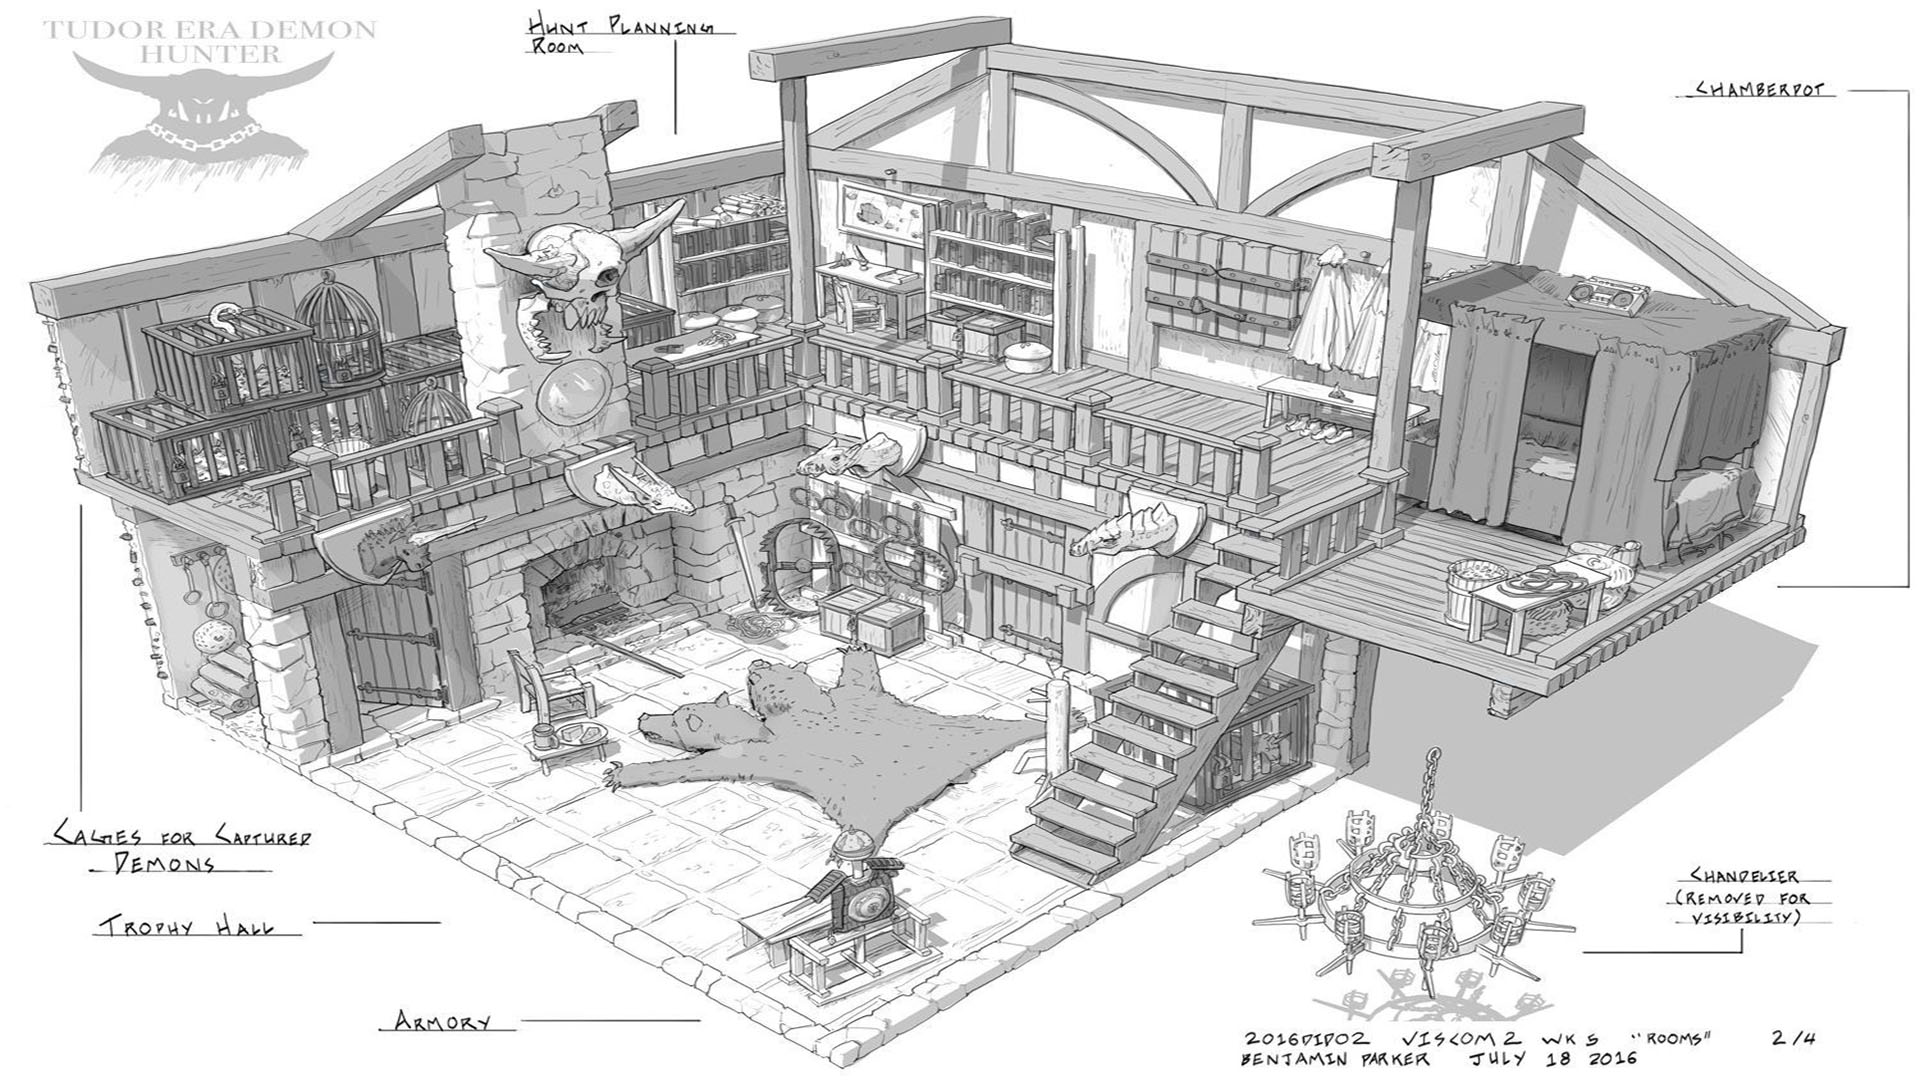 TUDOR ERA DEMON
HUNTER
HUNT PLANNING
ROOM
CHAMBERPOT
CAGES FOR CAPTURED
DEMONS
TROPHY HALL
ARMORY
CHANDELIER
(REMOVED FOR
VISIBILITY)
2016DID02 VISCOM2 WK5 "ROOMS" 2/4
BENJAMIN PARKER JULY 18 2016